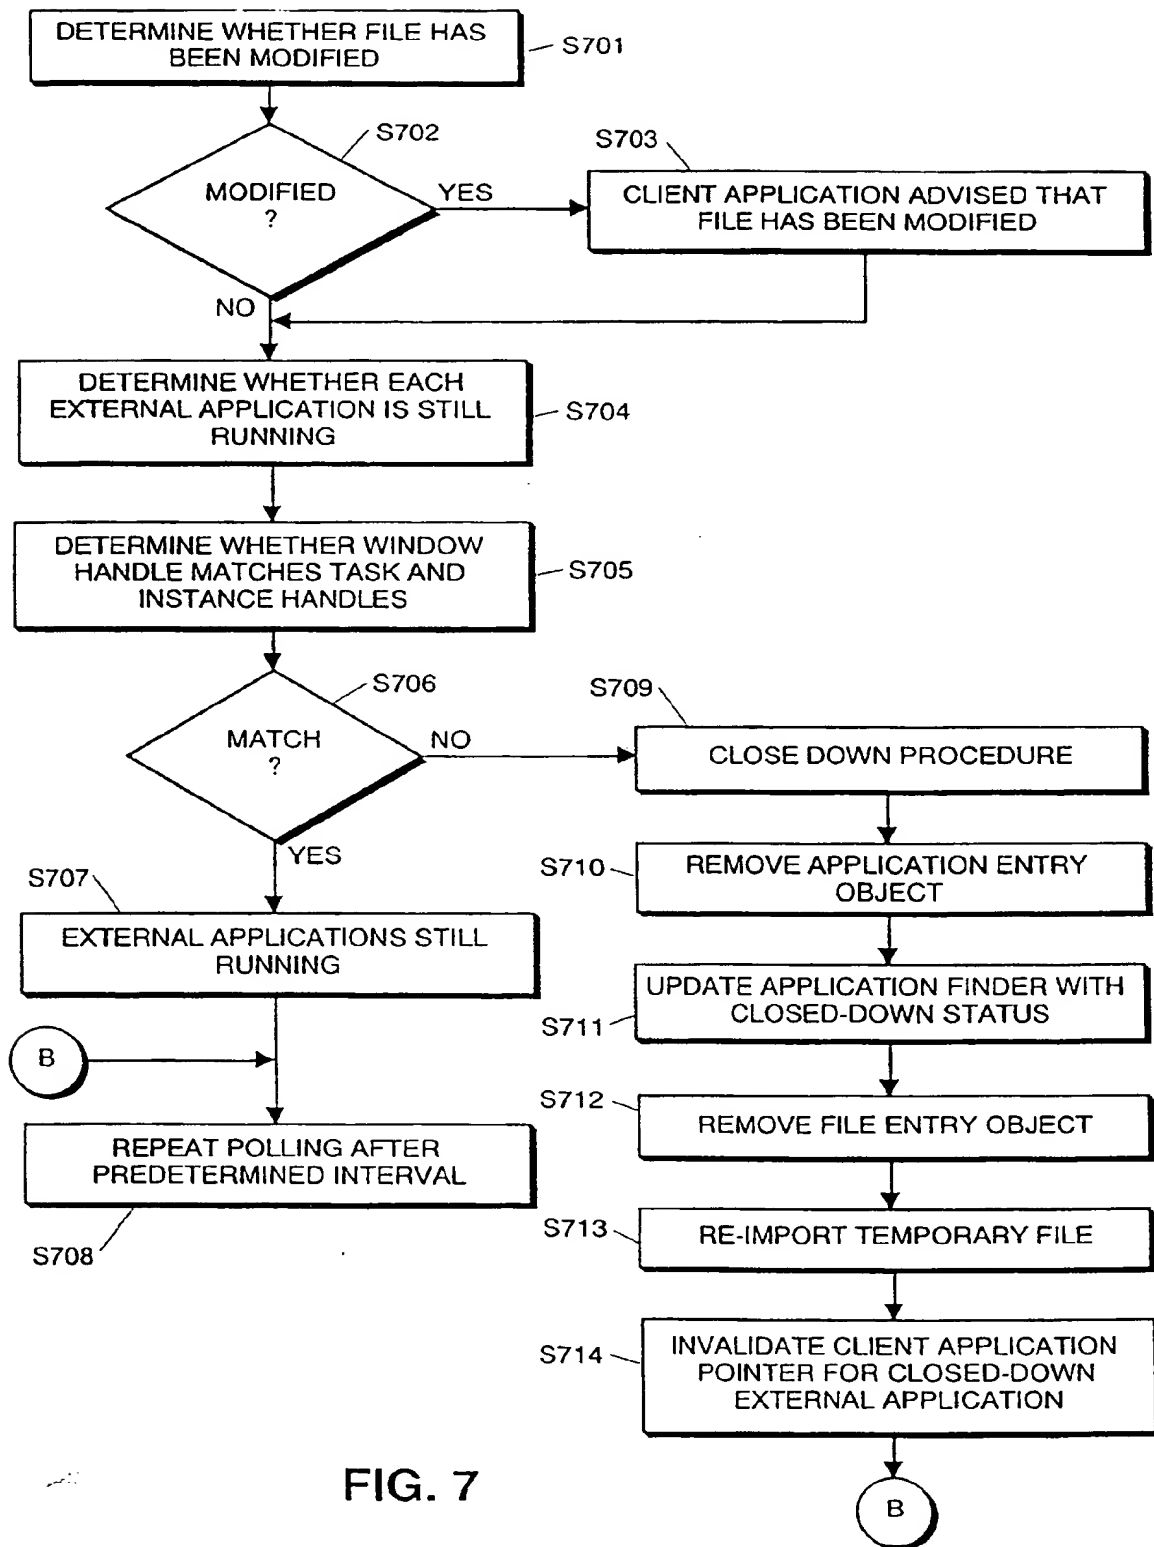 DETERMINE WHETHER FILE HAS
BEEN MODIFIED
S701
S702
MODIFIED
?
YES
S703
CLIENT APPLICATION ADVISED THAT
FILE HAS BEEN MODIFIED
NO
DETERMINE WHETHER EACH
EXTERNAL APPLICATION IS STILL
RUNNING
S704
DETERMINE WHETHER WINDOW
HANDLE MATCHES TASK AND
INSTANCE HANDLES
S705
S706
MATCH
?
NO
YES
S707
EXTERNAL APPLICATIONS STILL
RUNNING
B
REPEAT POLLING AFTER
PREDETERMINED INTERVAL
S708
S709
CLOSE DOWN PROCEDURE
S710
REMOVE APPLICATION ENTRY
OBJECT
S711
UPDATE APPLICATION FINDER WITH
CLOSED-DOWN STATUS
S712
REMOVE FILE ENTRY OBJECT
S713
RE-IMPORT TEMPORARY FILE
S714
INVALIDATE CLIENT APPLICATION
POINTER FOR CLOSED-DOWN
EXTERNAL APPLICATION
B
FIG. 7